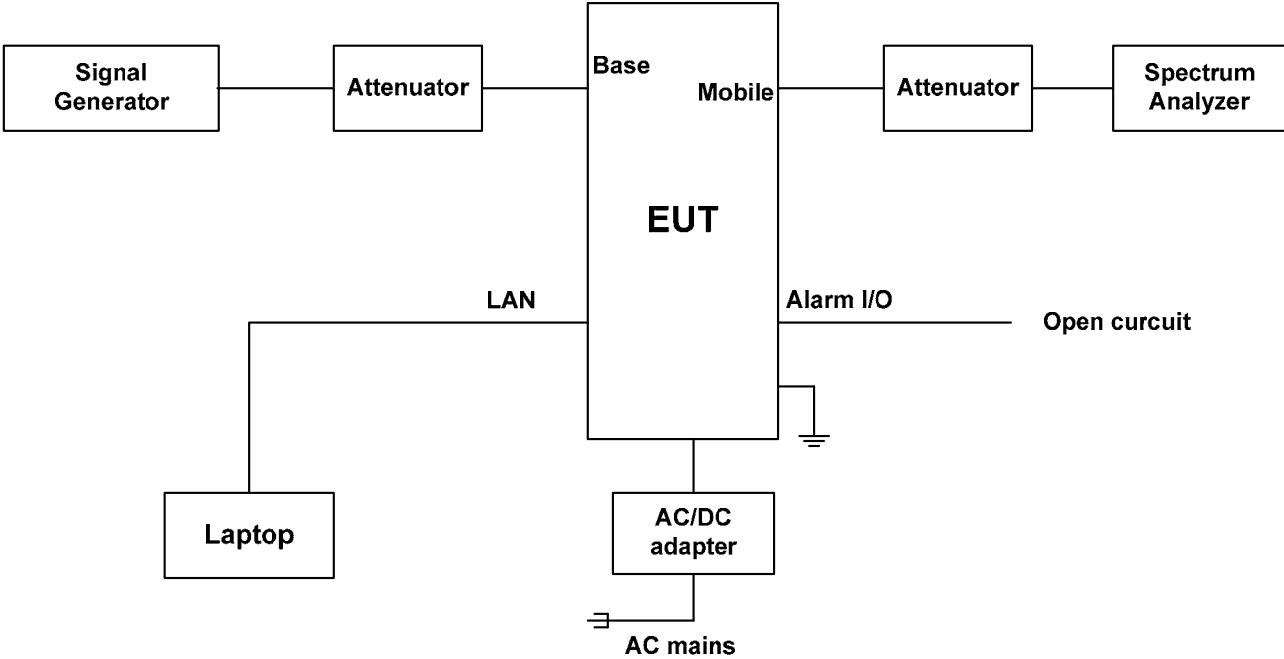 Signal
Generator
Attenuator
Base
Mobile
Attenuator
Spectrum
Analyzer
EUT
LAN
Alarm I/O
Open curcuit
Laptop
AC/DC
adapter
AC mains